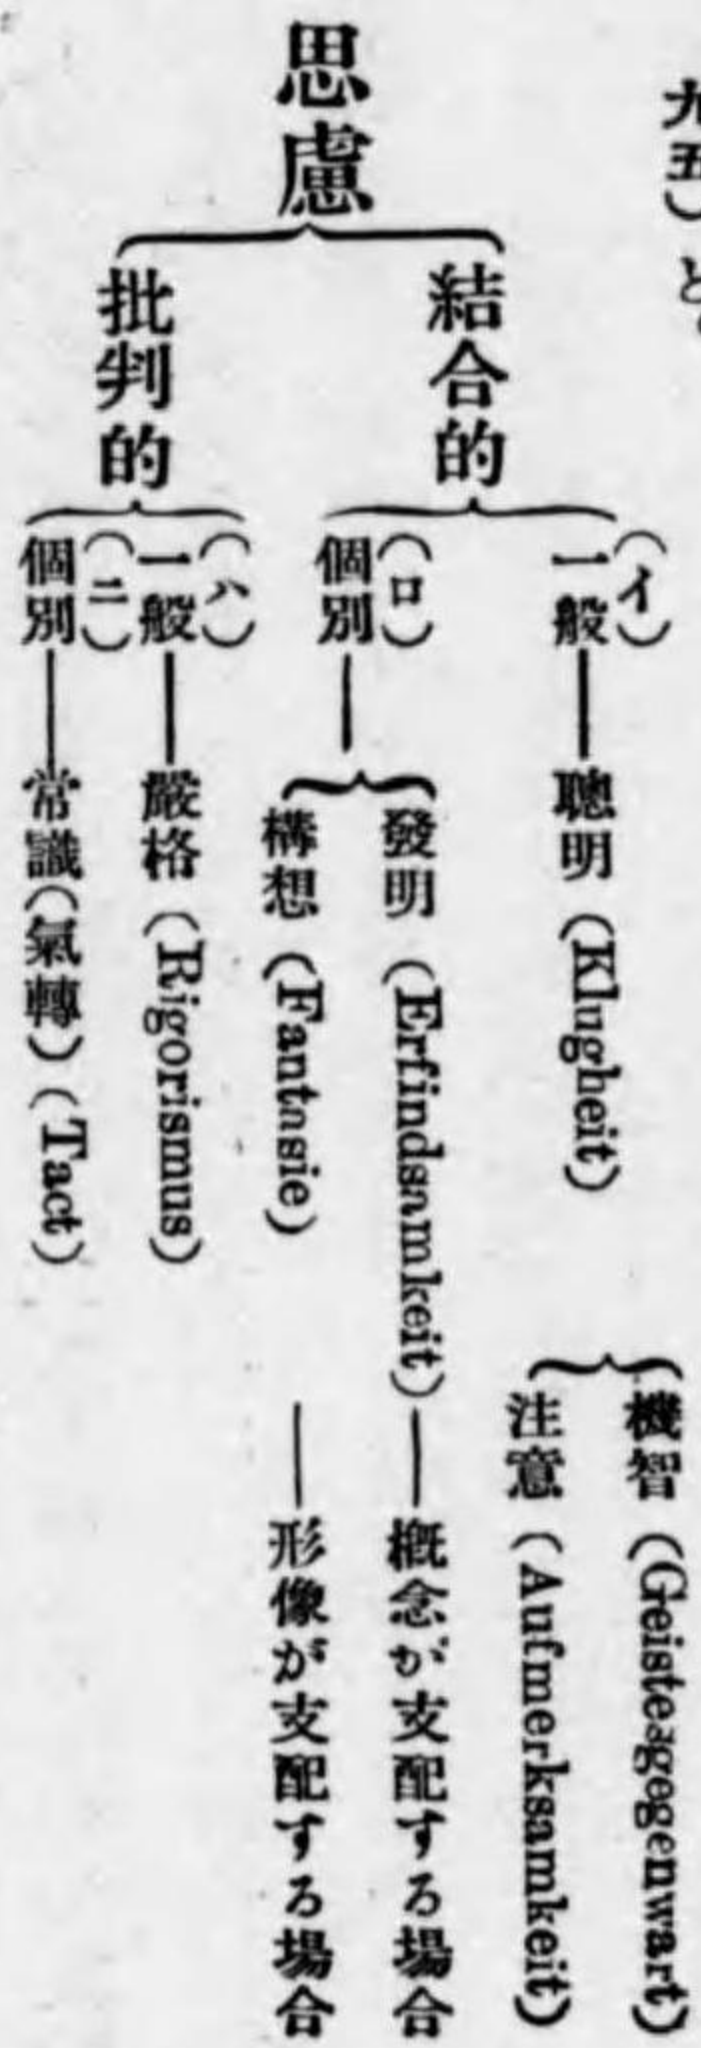 九五)と
思慮
結合的
(イ)
一般――聰明 (Klugheit)
機智 (Geistesgegenwart)
注意 (Aufmerksamkeit)
(ロ)
個別――
發明 (Erfindsamkeit)――概念が支配する場合
構想 (Fantasie)――形像が支配する場合
批判的
(ハ)
一般――嚴格 (Rigorismus)
(ニ)
個別――常識(氣轉) (Tact)